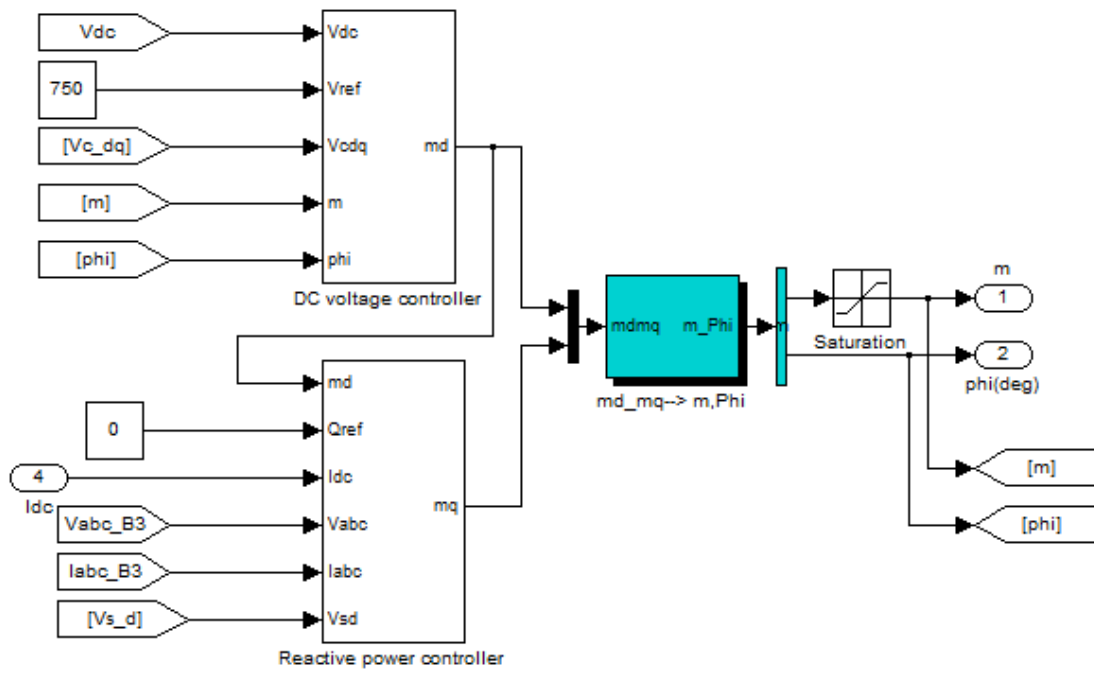 Vdc
750
[Vc_dq]
[m]
[phi]
Vdc
Vref
Vcdq
m
phi
md
DC voltage controller
0
4
Idc
Vabc_B3
Iabc_B3
[Vs_d]
md
Qref
Idc
Vabc
Iabc
Vsd
mq
Reactive power controller
mdmq
m_Phi
md_mq--> m,Phi
Saturation
m
1
2
phi(deg)
[m]
[phi]